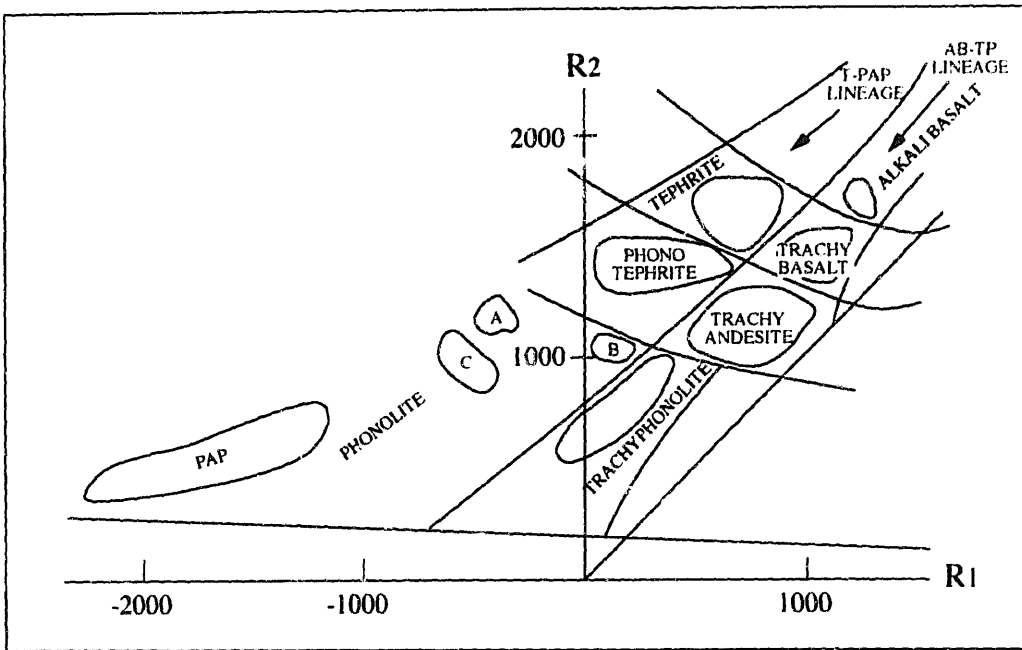 R2
2000
1000
T-PAP
LINEAGE
AB-TP
LINEAGE
ALKALI BASALT
TEPHRITE
PHONO
TEPHRITE
TRACHY
BASALT
TRACHY
ANDESITE
A
B
C
PHONOLITE
PAP
TRACHYPHONOLITE
R1
-2000
-1000
1000